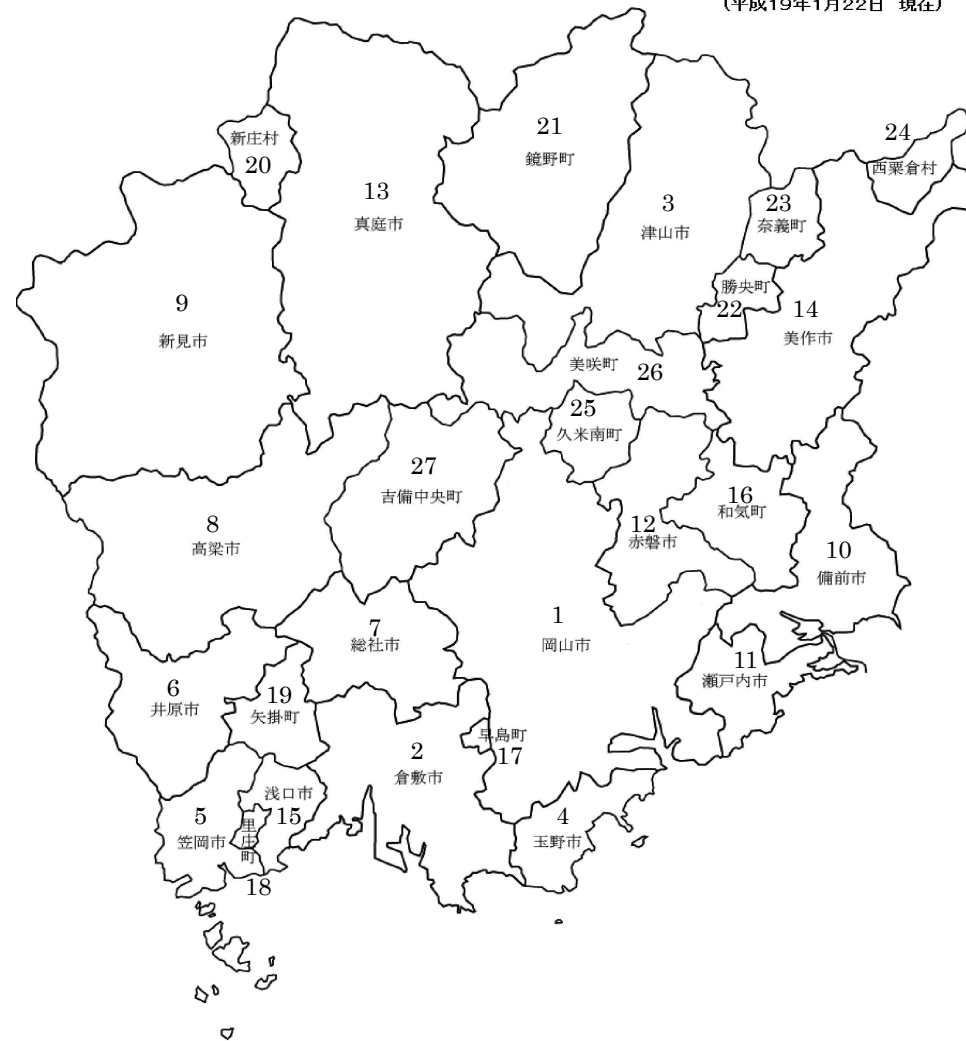 （平成19年1月22日　現在）
21
鏡野町
24
西粟倉村
新庄村
20
13
真庭市
3
津山市
23
奈義町
勝央町
22
14
美作市
9
新見市
美咲町
26
25
久米南町
27
吉備中央町
16
和気町
8
高梁市
12
赤磐市
10
備前市
1
岡山市
7
総社市
11
瀬戸内市
6
井原市
19
矢掛町
早島町
17
2
倉敷市
浅口市
15
5
笠岡市
里庄町
18
4
玉野市